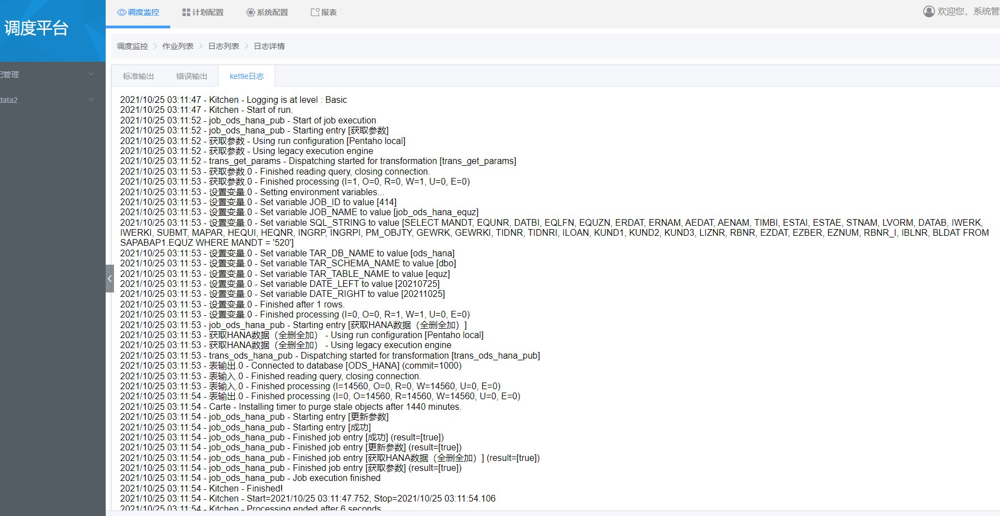 调度平台
调度监控
计划配置
系统配置
报表
欢迎您，系统管
管理
data2
调度监控 > 作业列表 > 日志列表 > 日志详情
标准输出
错误输出
kettle日志
2021/10/25 03:11:47 - Kitchen - Logging is at level : Basic
2021/10/25 03:11:47 - Kitchen - Start of run.
2021/10/25 03:11:52 - job_ods_hana_pub - Start of job execution
2021/10/25 03:11:52 - job_ods_hana_pub - Starting entry [获取参数]
2021/10/25 03:11:52 - 获取参数 - Using run configuration [Pentaho local]
2021/10/25 03:11:52 - 获取参数 - Using legacy execution engine
2021/10/25 03:11:52 - trans_get_params - Dispatching started for transformation [trans_get_params]
2021/10/25 03:11:53 - 获取参数.0 - Finished reading query, closing connection.
2021/10/25 03:11:53 - 获取参数.0 - Finished processing (I=1, O=0, R=0, W=1, U=0, E=0)
2021/10/25 03:11:53 - 设置变量.0 - Setting environment variables...
2021/10/25 03:11:53 - 设置变量.0 - Set variable JOB_ID to value [414]
2021/10/25 03:11:53 - 设置变量.0 - Set variable JOB_NAME to value [job_ods_hana_equz]
2021/10/25 03:11:53 - 设置变量.0 - Set variable SQL_STRING to value [SELECT MANDT, EQUNR, DATBI, EQLFN, EQUZN, ERDAT, ERNAM, AEDAT, AENAM, TIMBI, ESTAI, ESTAE, STNAM, LVORM, DATAB, IWERK,
IWERKI, SUBMT, MAPAR, HEQUI, HEQNR, INGRP, INGRPI, PM_OBJTY, GEWRK, GEWRKI, TIDNR, TIDNRI, ILOAN, KUND1, KUND2, KUND3, LIZNR, RBNR, EZDAT, EZBER, EZNUM, RBNR_I, IBLNR, BLDAT FROM
SAPABAP1.EQUZ WHERE MANDT = '520']
2021/10/25 03:11:53 - 设置变量.0 - Set variable TAR_DB_NAME to value [ods_hana]
2021/10/25 03:11:53 - 设置变量.0 - Set variable TAR_SCHEMA_NAME to value [dbo]
2021/10/25 03:11:53 - 设置变量.0 - Set variable TAR_TABLE_NAME to value [equz]
2021/10/25 03:11:53 - 设置变量.0 - Set variable DATE_LEFT to value [20210725]
2021/10/25 03:11:53 - 设置变量.0 - Set variable DATE_RIGHT to value [20211025]
2021/10/25 03:11:53 - 设置变量.0 - Finished after 1 rows.
2021/10/25 03:11:53 - 设置变量.0 - Finished processing (I=0, O=0, R=1, W=1, U=0, E=0)
2021/10/25 03:11:53 - job_ods_hana_pub - Starting entry [获取HANA数据（全删全加）]
2021/10/25 03:11:53 - 获取HANA数据（全删全加） - Using run configuration [Pentaho local]
2021/10/25 03:11:53 - 获取HANA数据（全删全加） - Using legacy execution engine
2021/10/25 03:11:53 - trans_ods_hana_pub - Dispatching started for transformation [trans_ods_hana_pub]
2021/10/25 03:11:53 - 表输出.0 - Connected to database [ODS_HANA] (commit=1000)
2021/10/25 03:11:53 - 表输入.0 - Finished reading query, closing connection.
2021/10/25 03:11:53 - 表输入.0 - Finished processing (I=14560, O=0, R=0, W=14560, U=0, E=0)
2021/10/25 03:11:54 - 表输出.0 - Finished processing (I=0, O=14560, R=14560, W=14560, U=0, E=0)
2021/10/25 03:11:54 - Carte - Installing timer to purge stale objects after 1440 minutes.
2021/10/25 03:11:54 - job_ods_hana_pub - Starting entry [更新参数]
2021/10/25 03:11:54 - job_ods_hana_pub - Starting entry [成功]
2021/10/25 03:11:54 - job_ods_hana_pub - Finished job entry [成功] (result=[true])
2021/10/25 03:11:54 - job_ods_hana_pub - Finished job entry [更新参数] (result=[true])
2021/10/25 03:11:54 - job_ods_hana_pub - Finished job entry [获取HANA数据（全删全加）] (result=[true])
2021/10/25 03:11:54 - job_ods_hana_pub - Finished job entry [获取参数] (result=[true])
2021/10/25 03:11:54 - job_ods_hana_pub - Job execution finished
2021/10/25 03:11:54 - Kitchen - Finished!
2021/10/25 03:11:54 - Kitchen - Start=2021/10/25 03:11:47.752, Stop=2021/10/25 03:11:54.106
2021/10/25 03:11:54 - Kitchen - Processing ended after 6 seconds